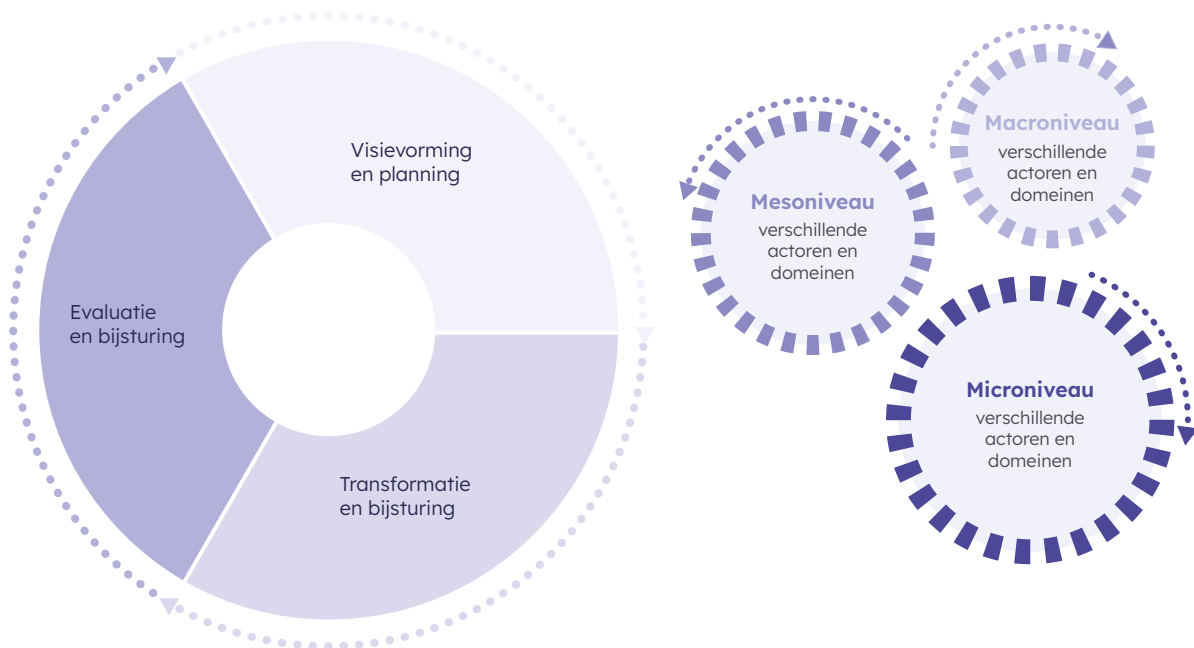 Visievorming
en planning
Evaluatie
en bijsturing
Transformatie
en bijsturing
Mesoniveau
verschillende
actoren en
domeinen
Macroniveau
verschillende
actoren en
domeinen
Microniveau
verschillende
actoren en
domeinen